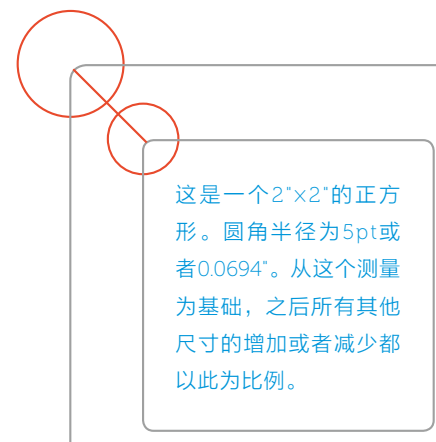 这是一个2"×2"的正方
形。圆角半径为5pt或
者0.0694"。从这个测量
为基础，之后所有其他
尺寸的增加或者减少都
以此为比例。